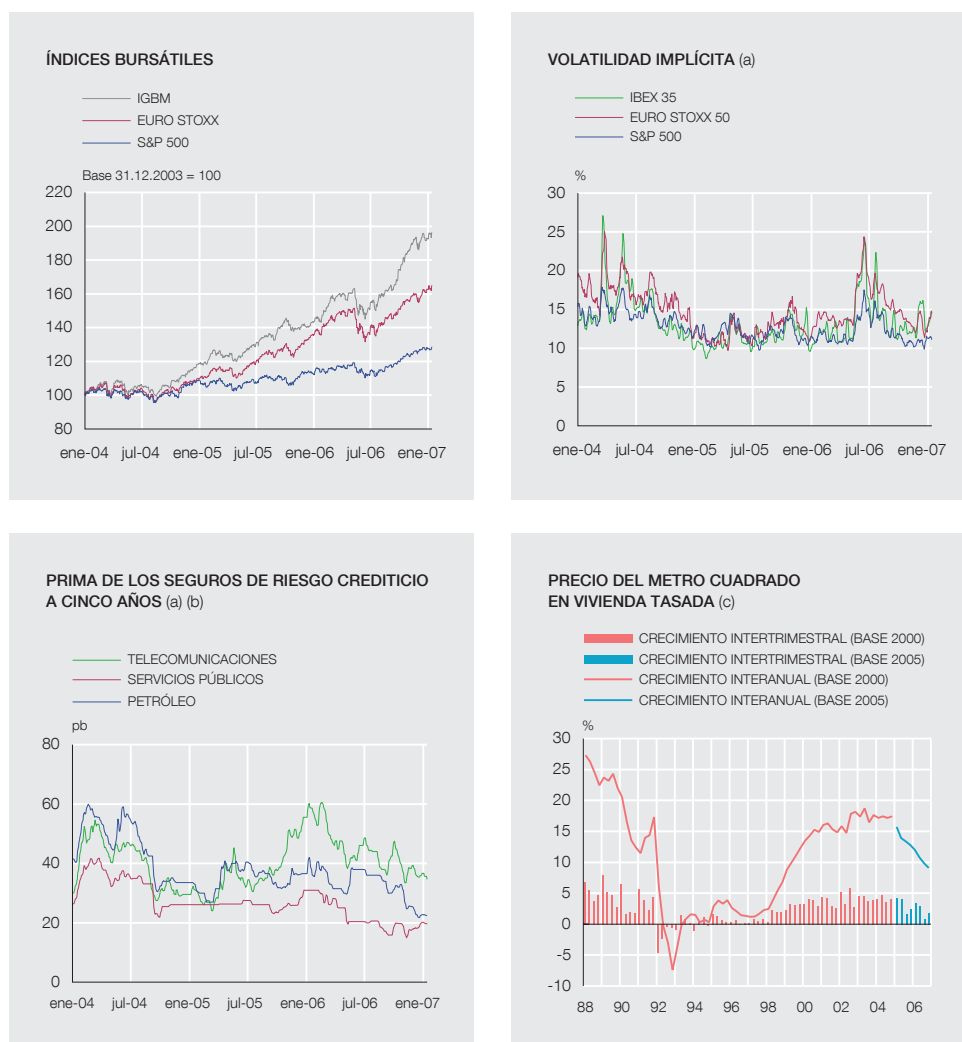 ÍNDICES BURSÁTILES
IGBM
EURO STOXX
S&P 500
Base 31.12.2003 = 100
220
200
180
160
140
120
100
80
ene-04 jul-04 ene-05 jul-05 ene-06 jul-06 ene-07
VOLATILIDAD IMPLÍCITA (a)
IBEX 35
EURO STOXX 50
S&P 500
%
30
25
20
15
10
5
0
ene-04 jul-04 ene-05 jul-05 ene-06 jul-06 ene-07
PRIMA DE LOS SEGUROS DE RIESGO CREDITICIO
A CINCO AÑOS (a) (b)
TELECOMUNICACIONES
SERVICIOS PÚBLICOS
PETRÓLEO
pb
80
60
40
20
0
ene-04 jul-04 ene-05 jul-05 ene-06 jul-06 ene-07
PRECIO DEL METRO CUADRADO
EN VIVIENDA TASADA (c)
CRECIMIENTO INTERTRIMESTRAL (BASE 2000)
CRECIMIENTO INTERTRIMESTRAL (BASE 2005)
CRECIMIENTO INTERANUAL (BASE 2000)
CRECIMIENTO INTERANUAL (BASE 2005)
%
30
25
20
15
10
5
0
-5
-10
88 90 92 94 96 98 00 02 04 06